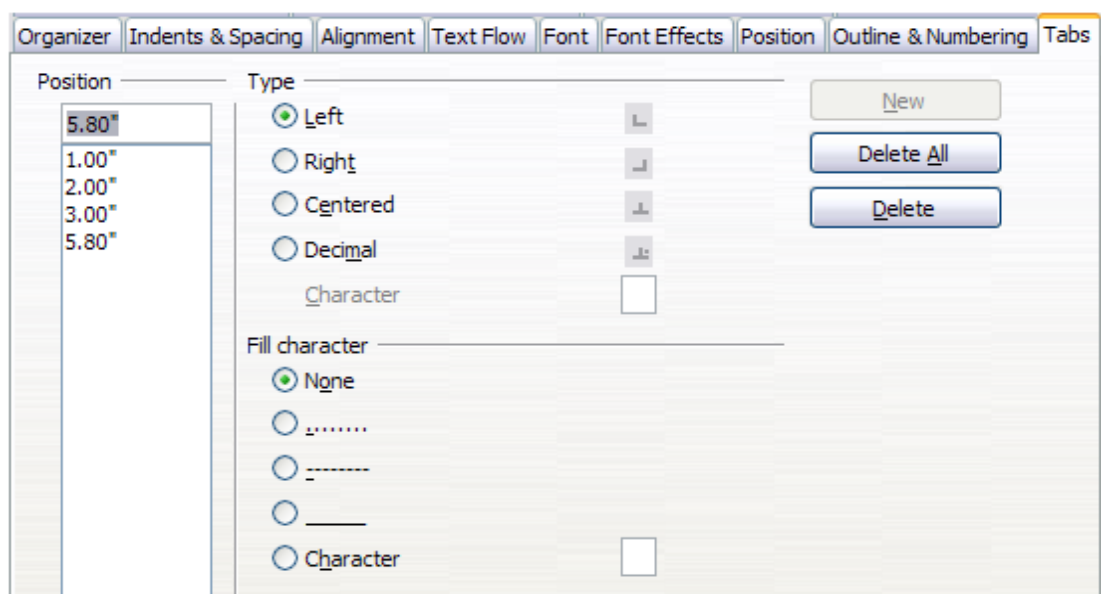 Organizer Indents & Spacing Alignment Text Flow Font Font Effects Position Outline & Numbering Tabs
Position
5.80"
1.00"
2.00"
3.00"
5.80"
Type
Left
Right
Centered
Decimal
Character
Fill character
None
........
--------
_____
Character
New
Delete All
Delete